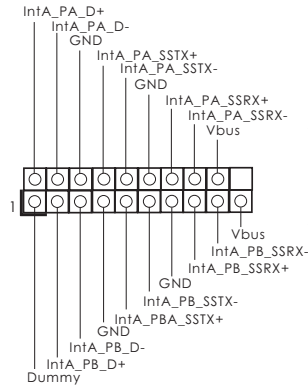 IntA_PA_D+
IntA_PA_D-
GND
IntA_PA_SSTX+
IntA_PA_SSTX-
GND
IntA_PA_SSRX+
IntA_PA_SSRX-
Vbus
1
Vbus
IntA_PB_SSRX-
IntA_PB_SSRX+
GND
IntA_PB_SSTX-
IntA_PBA_SSTX+
GND
IntA_PB_D-
IntA_PB_D+
Dummy